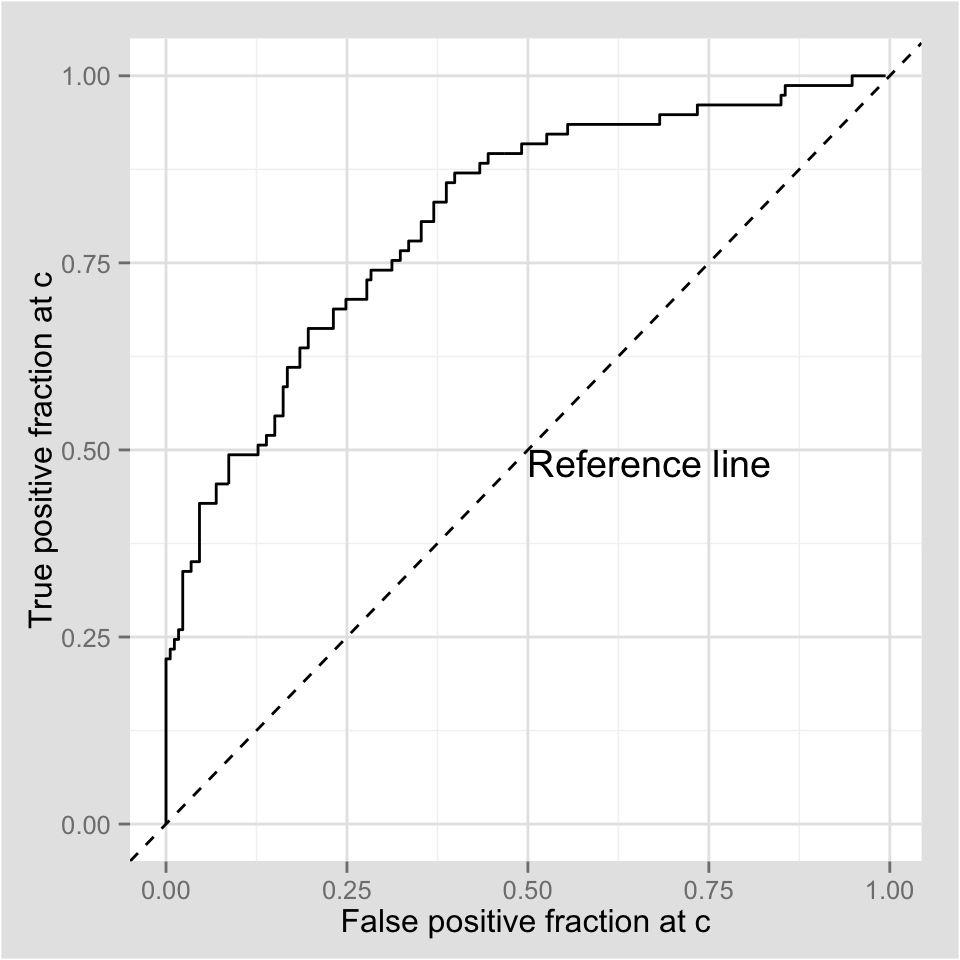 1.00
0.75
0.50
0.25
0.00
True positive fraction at c
Reference line
0.00 0.25 0.50 0.75 1.00
False positive fraction at c